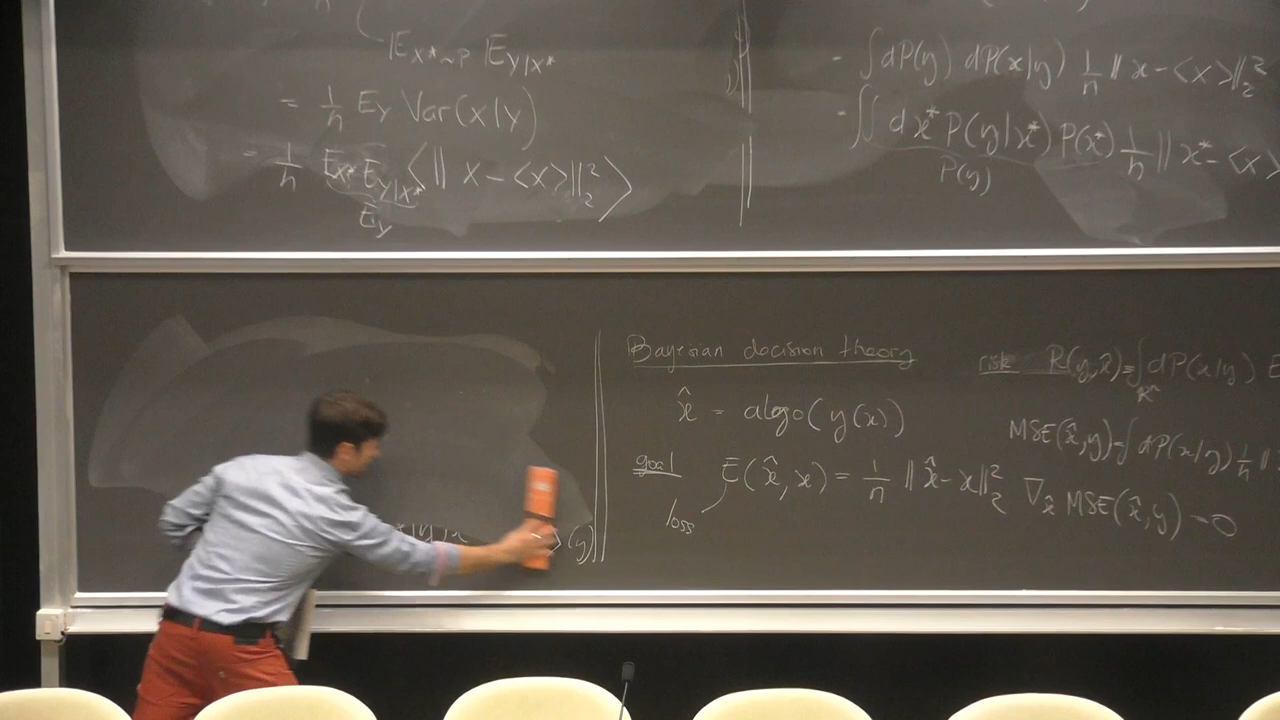 𝔼_{X*~P} 𝔼_{Y|X*}
= 1/n E_Y Var(X|Y)
= 1/n E_{X*} E_{Y|X*} ⟨‖X − ⟨X⟩‖₂²⟩
E_Y
- ∫ dP(y) dP(x|y) 1/n ‖x − ⟨x⟩‖₂²
- ∬ dx* P(y|x*) P(x*) 1/n ‖x* − ⟨x⟩
P(y)
(y)
Bayesian decision theory
x̂ = algo(y(x))
goal E(x̂, x) = 1/n ‖x̂ − x‖₂²
loss
risk R(y,x̂) = ∫ dP(x|y) E
MSE(x̂,y) = ∫ dP(x|y) 1/n ‖
∇_x̂ MSE(x̂,y) = 0